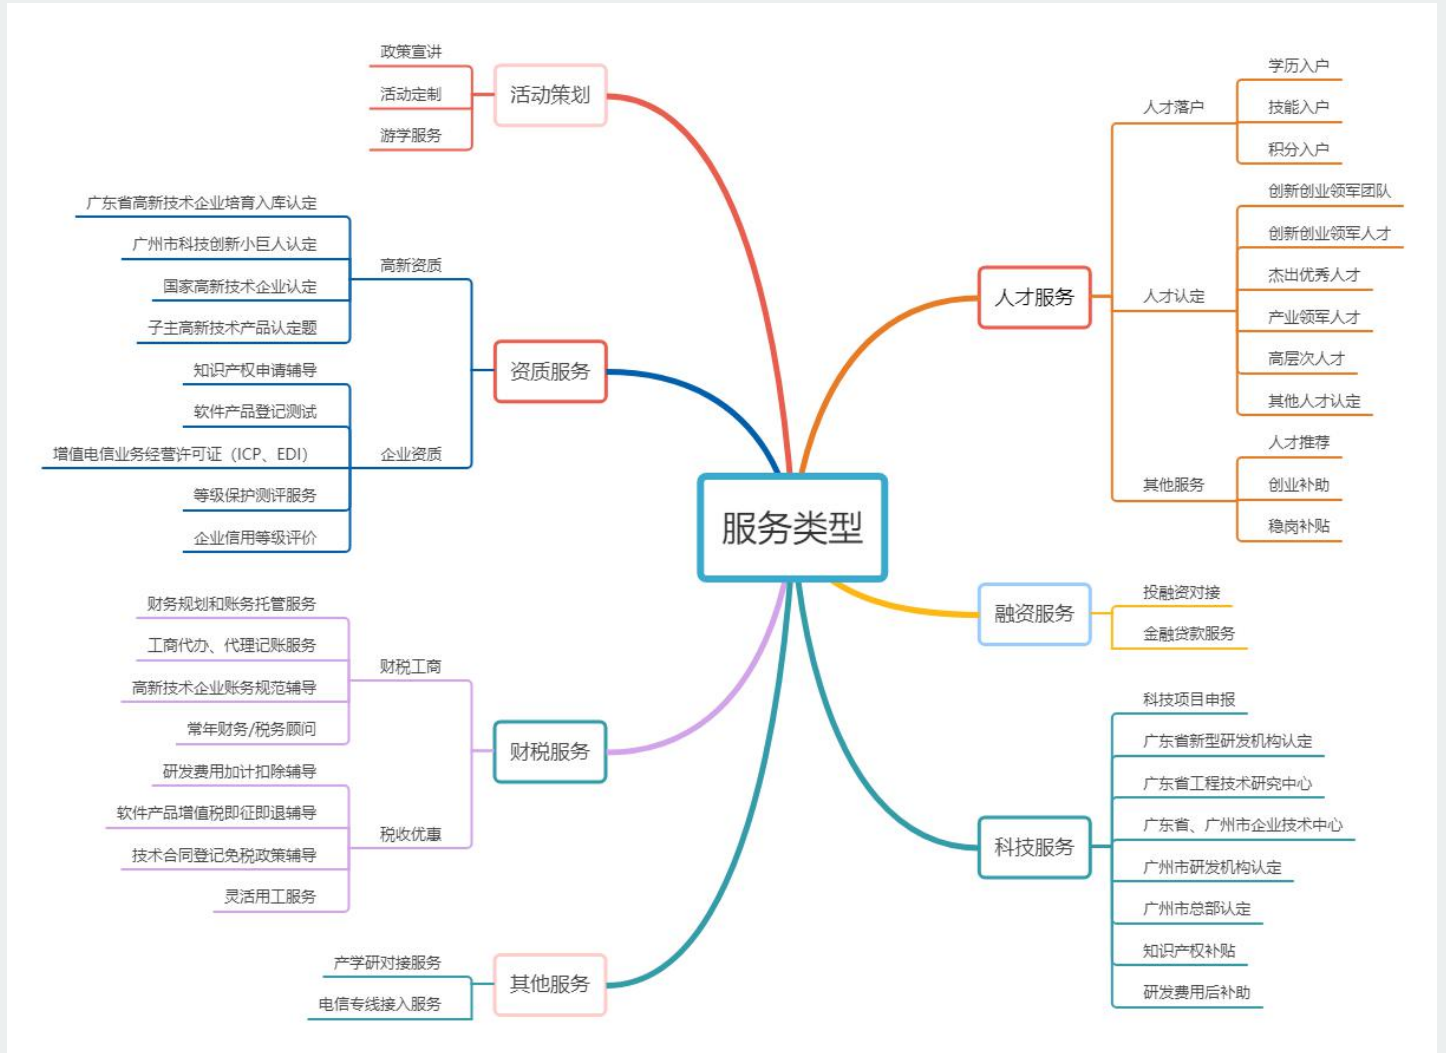 服务类型
活动策划
政策宣讲
活动定制
游学服务
资质服务
高新资质
广东省高新技术企业培育入库认定
广州市科技创新小巨人认定
国家高新技术企业认定
子主高新技术产品认定题
企业资质
知识产权申请辅导
软件产品登记测试
增值电信业务经营许可证（ICP、EDI）
等级保护测评服务
企业信用等级评价
财税服务
财税工商
财务规划和账务托管服务
工商代办、代理记账服务
高新技术企业账务规范辅导
常年财务/税务顾问
税收优惠
研发费用加计扣除辅导
软件产品增值税即征即退辅导
技术合同登记免税政策辅导
灵活用工服务
其他服务
产学研对接服务
电信专线接入服务
人才服务
人才落户
学历入户
技能入户
积分入户
人才认定
创新创业领军团队
创新创业领军人才
杰出优秀人才
产业领军人才
高层次人才
其他人才认定
其他服务
人才推荐
创业补助
稳岗补贴
融资服务
投融资对接
金融贷款服务
科技服务
科技项目申报
广东省新型研发机构认定
广东省工程技术研究中心
广东省、广州市企业技术中心
广州市研发机构认定
广州市总部认定
知识产权补贴
研发费用后补助